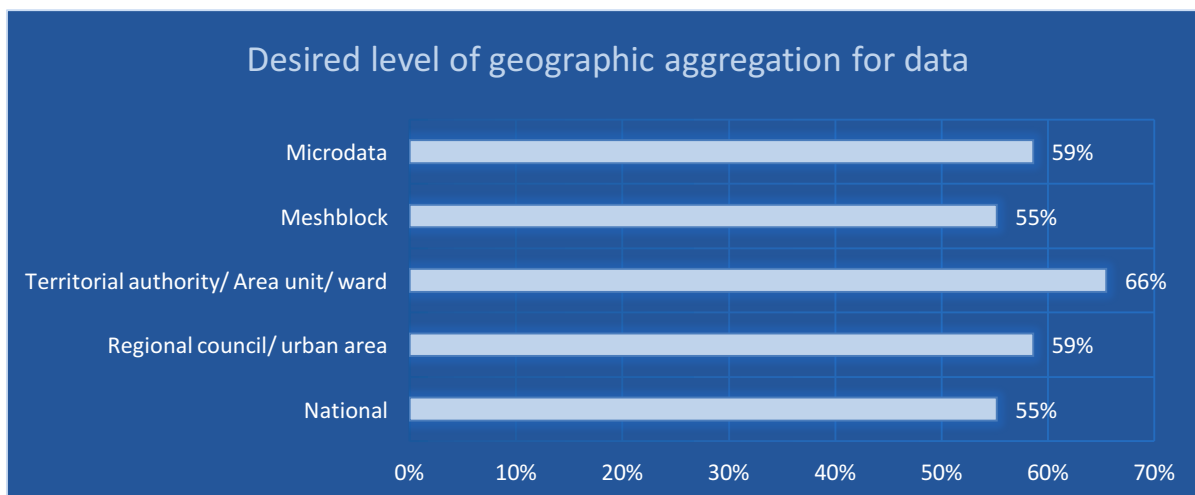 Desired level of geographic aggregation for data
Microdata 59%
Meshblock 55%
Territorial authority/ Area unit/ ward 66%
Regional council/ urban area 59%
National 55%
0% 10% 20% 30% 40% 50% 60% 70%